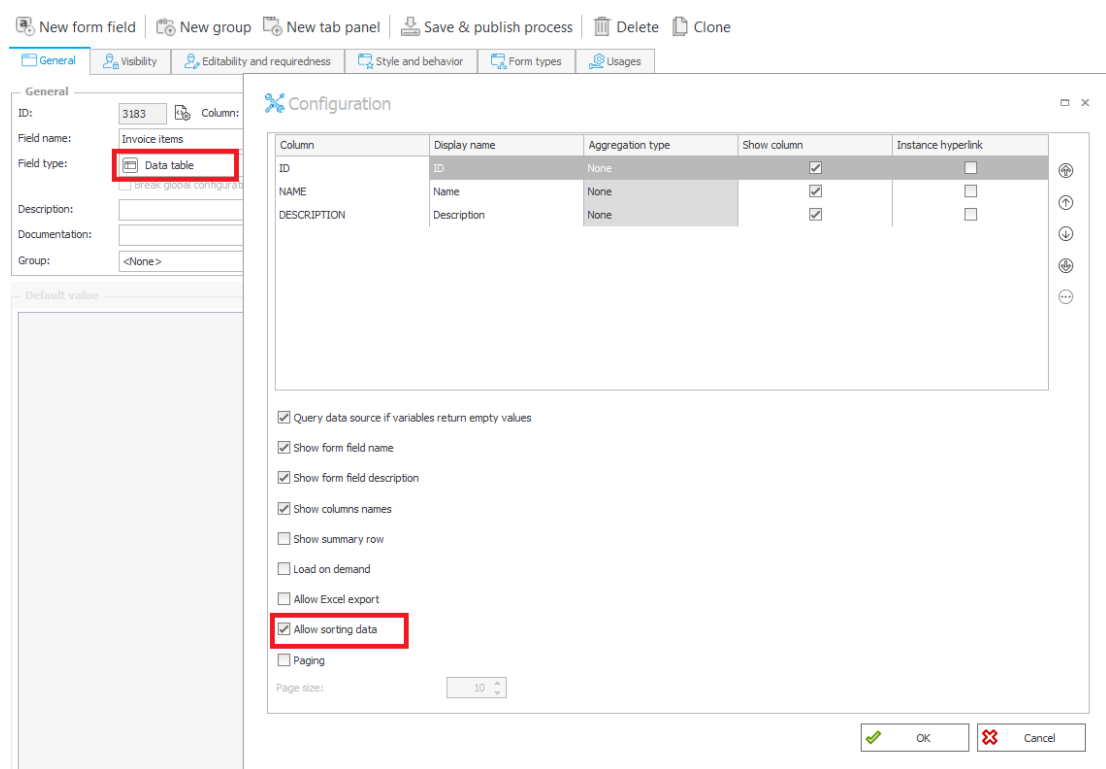 New form field New group New tab panel Save & publish process Delete Clone
General Visibility Editability and requiredness Style and behavior Form types Usages
General
ID: 3183 Column:
Field name: Invoice items
Field type: Data table
Break global configurat
Description:
Documentation:
Group: <None>
Default value
Configuration
Column Display name Aggregation type Show column Instance hyperlink
ID ID None
NAME Name None
DESCRIPTION Description None
Query data source if variables return empty values
Show form field name
Show form field description
Show columns names
Show summary row
Load on demand
Allow Excel export
Allow sorting data
Paging
Page size: 10
OK Cancel